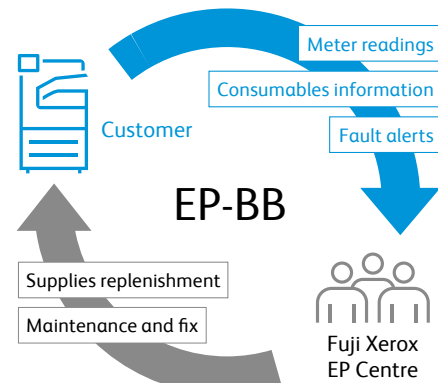 Meter readings
Consumables information
Customer
Fault alerts
EP-BB
Supplies replenishment
Maintenance and fix
Fuji Xerox
EP Centre